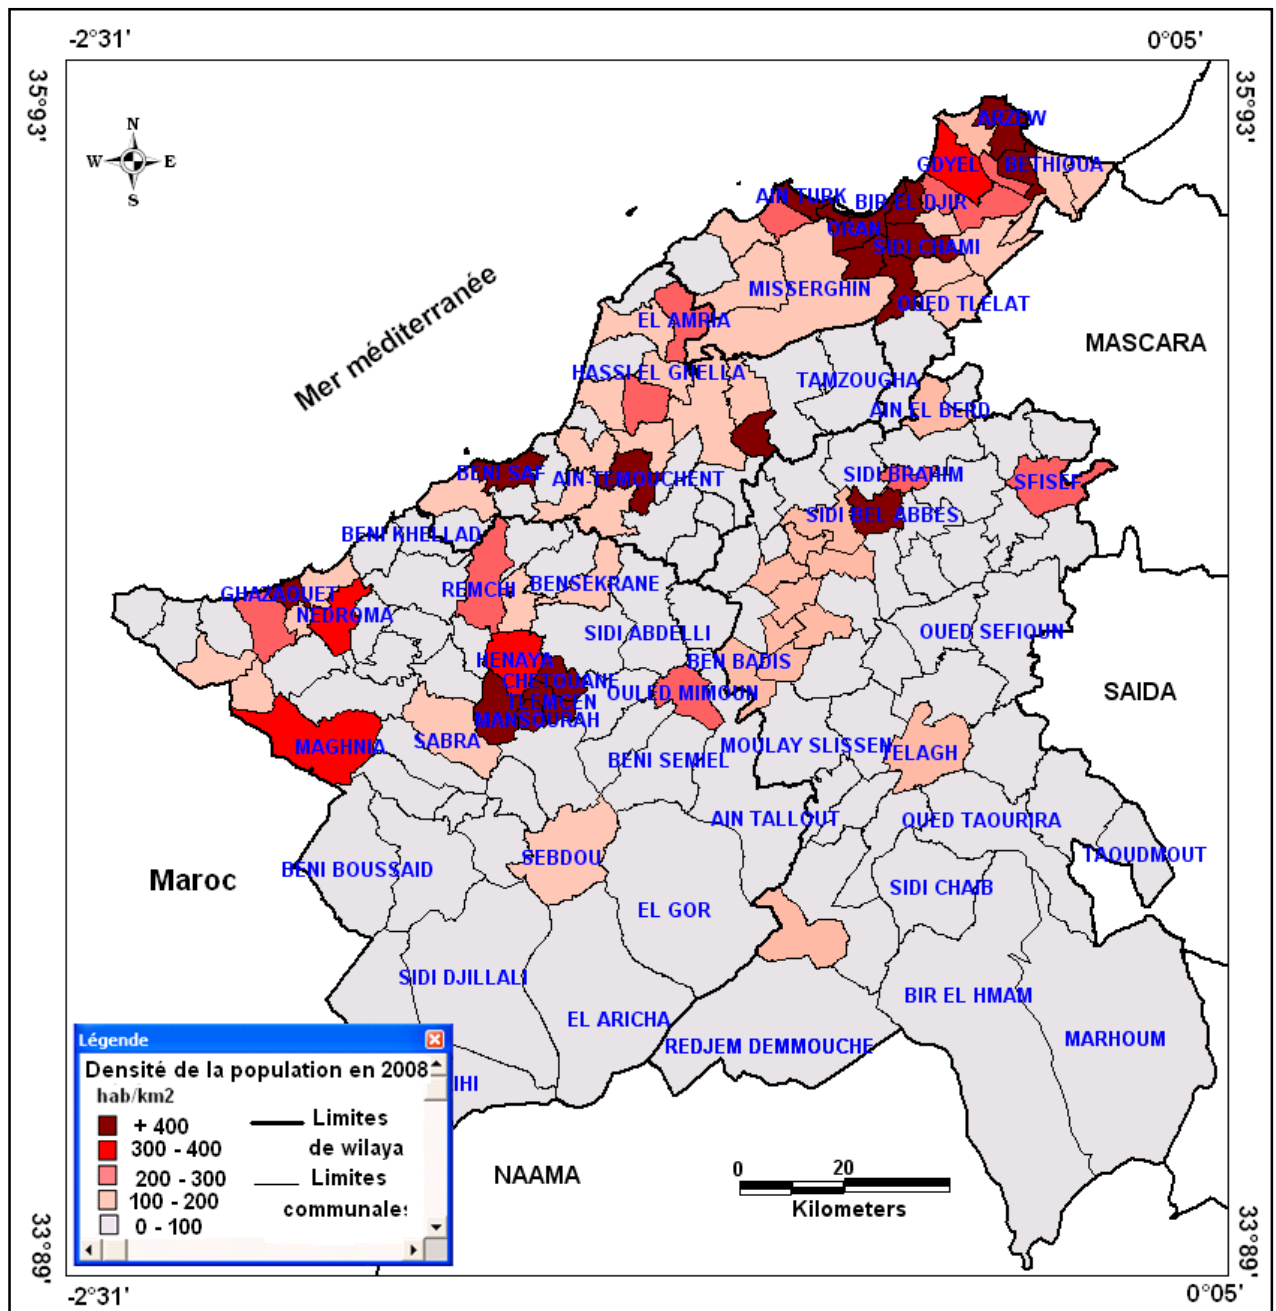 -2°31'
0°05'
35°93'
35°93'
N
W
E
S
ARZEW
GDYEL
BETHIOUA
AIN TURK
BIR EL DJIR
ORAN
SIDI CHAMI
MISSERGHIN
OUED TLELAT
EL AMRIA
MASCARA
Mer méditerranée
HASSI EL GHELLA
TAMZOUGHA
AIN EL BERD
BENI SAF
AIN TEMOUCHENT
SIDI BRAHIM
SFISEF
SIDI BEL ABBES
BENI KHELLAD
GHAZAOUET
REMCHI
BENSEKRANE
NEDROMA
SIDI ABDELLI
OUED SEFIOUN
HENAYA
BEN BADIS
CHETOUANE
OULED MIMOUN
SAIDA
TLEMCEN
MANSOURAH
MAGHNIA
SABRA
MOULAY SLISSEN
TELAGH
BENI SEMIEL
AIN TALLOUT
OUED TAOURIRA
SEBDOU
TAOUDMOUT
BENI BOUSSAID
Maroc
SIDI CHAIB
EL GOR
SIDI DJILLALI
BIR EL HMAM
EL ARICHA
MARHOUM
REDJEM DEMMOUCHE
IHI
Légende
Densité de la population en 2008
hab/km2
+ 400
300 - 400
200 - 300
100 - 200
0 - 100
Limites
de wilaya
Limites
communales
NAAMA
0
20
Kilometers
33°89'
33°89'
-2°31'
0°05'